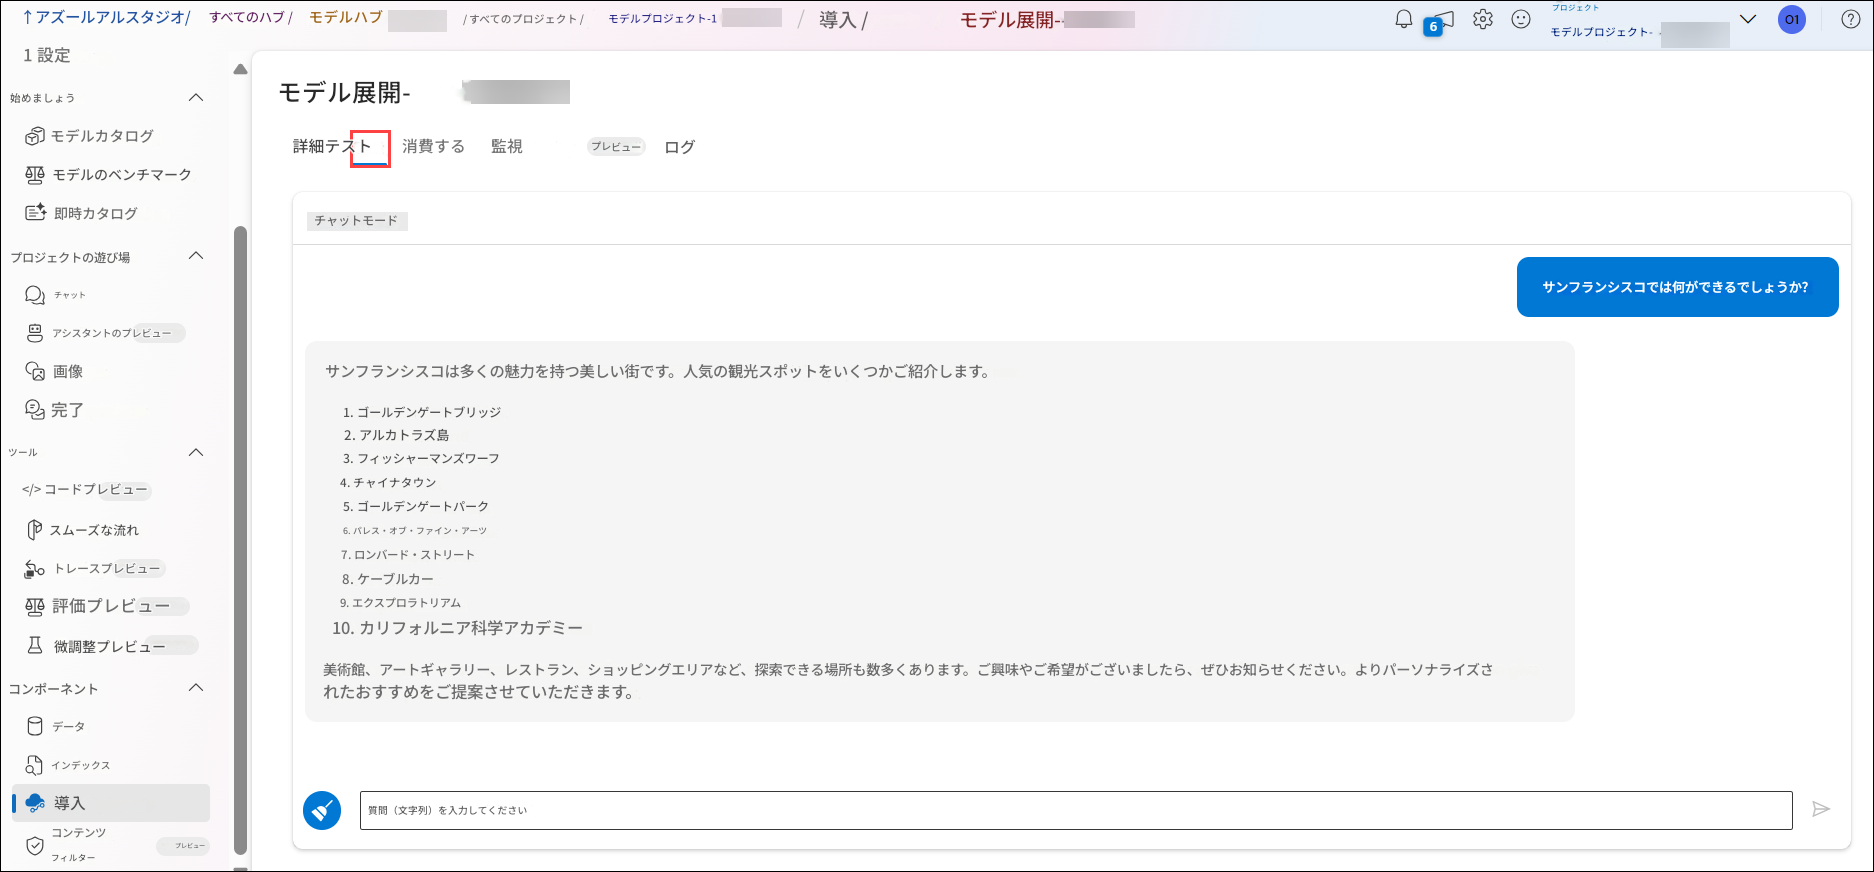 ↑アズールアルスタジオ/ すべてのハブ / モデルハブ / すべてのプロジェクト / モデルプロジェクト-1 / 導入 / モデル展開-
6
プロジェクト
モデルプロジェクト-
O1
1 設定
始めましょう
モデルカタログ
モデルのベンチマーク
即時カタログ
プロジェクトの遊び場
チャット
アシスタントのプレビュー
画像
完了
ツール
</> コードプレビュー
スムーズな流れ
トレースプレビュー
評価プレビュー
微調整プレビュー
コンポーネント
データ
インデックス
導入
コンテンツ
フィルター
プレビュー
モデル展開-
詳細テスト 消費する 監視 プレビュー ログ
チャットモード
サンフランシスコでは何ができるでしょうか?
サンフランシスコは多くの魅力を持つ美しい街です。人気の観光スポットをいくつかご紹介します。
1. ゴールデンゲートブリッジ
2. アルカトラズ島
3. フィッシャーマンズワーフ
4. チャイナタウン
5. ゴールデンゲートパーク
6. パレス・オブ・ファイン・アーツ
7. ロンバード・ストリート
8. ケーブルカー
9. エクスプロラトリアム
10. カリフォルニア科学アカデミー
美術館、アートギャラリー、レストラン、ショッピングエリアなど、探索できる場所も数多くあります。ご興味やご希望がございましたら、ぜひお知らせください。よりパーソナライズさ
れたおすすめをご提案させていただきます。
質問（文字列）を入力してください